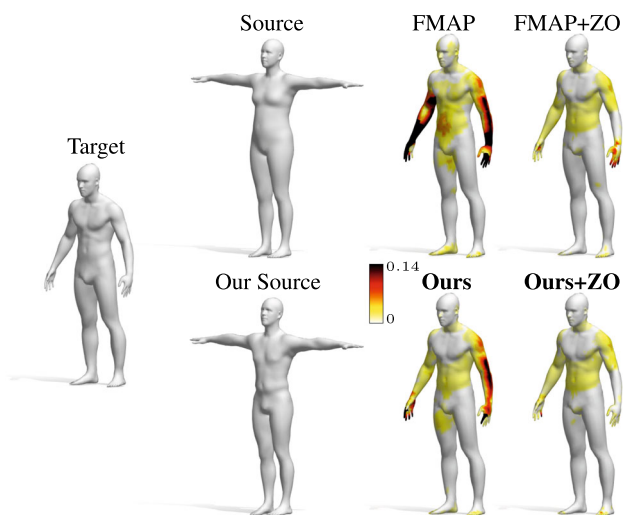 Source
FMAP
FMAP+ZO
Target
Our Source
0.14
0
Ours
Ours+ZO